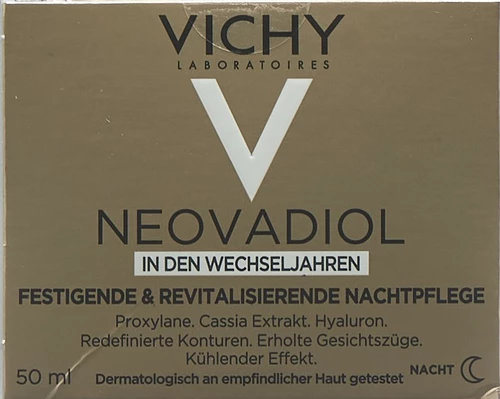 VICHY
LABORATOIRES
V
NEOVADIOL
IN DEN WECHSELJAHREN
FESTIGENDE & REVITALISIERENDE NACHTPFLEGE
Proxylane. Cassia Extrakt. Hyaluron.
Redefinierte Konturen. Erholte Gesichtszüge.
Kühlender Effekt.
50 ml Dermatologisch an empfindlicher Haut getestet NACHT